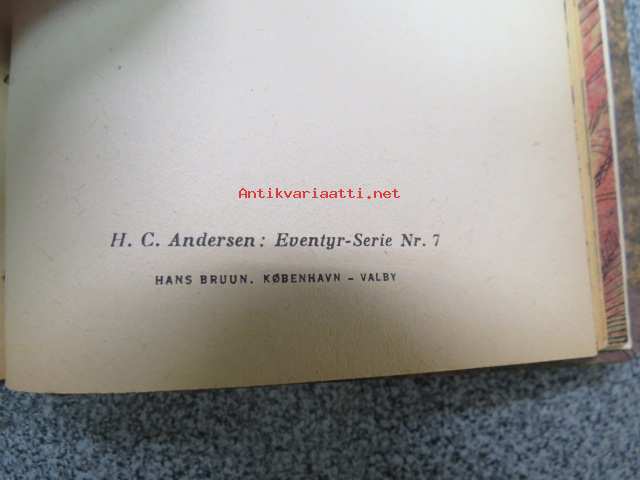 Antikvariaatti.net
H. C. Andersen: Eventyr-Serie Nr. 7
HANS BRUUN. KØBENHAVN – VALBY